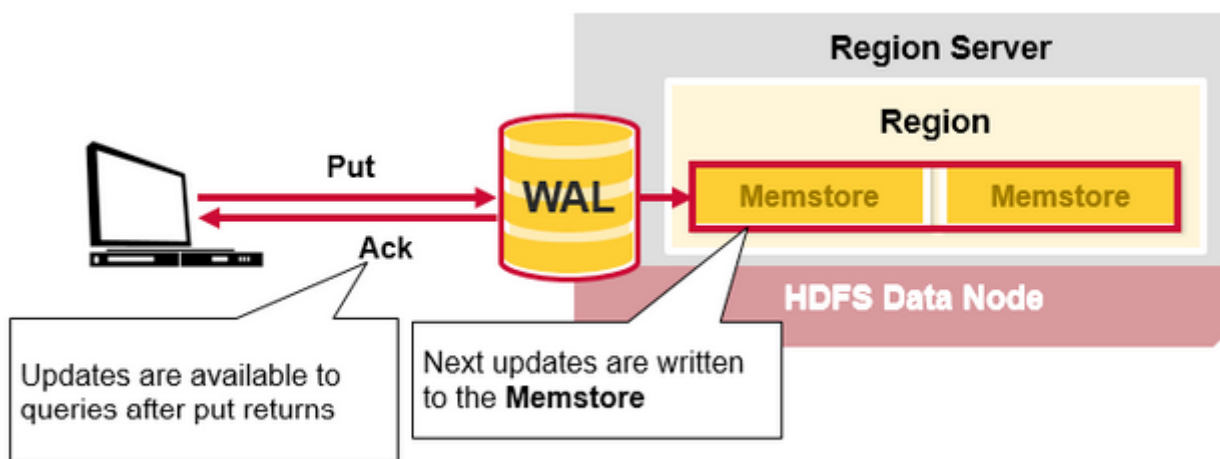 Region Server
Region
Put
WAL
Memstore
Memstore
Ack
HDFS Data Node
Updates are available to
queries after put returns
Next updates are written
to the Memstore